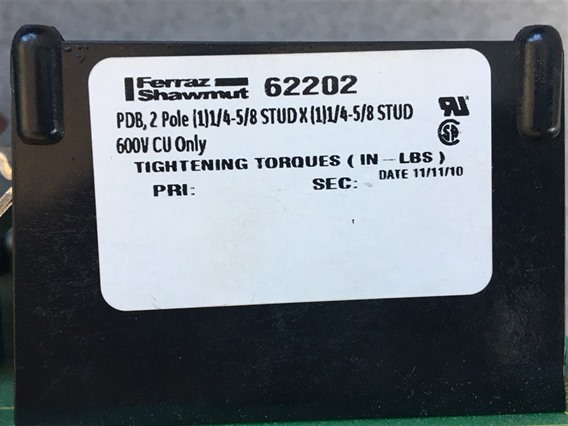 Ferraz Shawmut 62202
PDB, 2 Pole (1)1/4-5/8 STUD X (1)1/4-5/8 STUD
600V CU Only
TIGHTENING TORQUES ( IN - LBS )
PRI: SEC: DATE 11/11/10